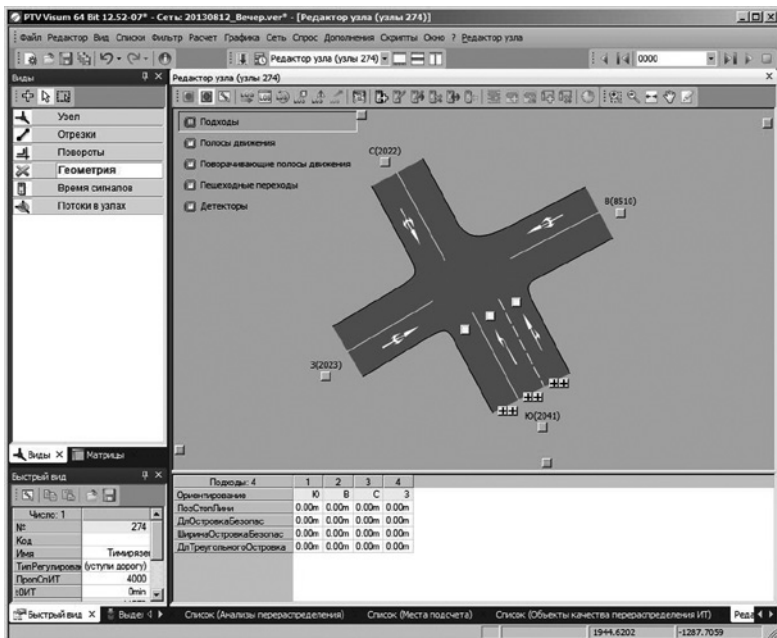 PTV Visum 64 Bit 12.52-07* - Сеть: 20130812_Вечер.ver* - [Редактор узла (узлы 274)]
Файл Редактор Вид Списки Фильтр Расчет Графика Сеть Спрос Дополнения Скрипты Окно ? Редактор узла
Редактор узла (узлы 274) 0000
Виды
Редактор узла (узлы 274)
Узел
Отрезки
Повороты
Геометрия
Время сигналов
Потоки в узлах
Подходы
Полосы движения
Поворачивающие полосы движения
Пешеходные переходы
Детекторы
С(2022)
В(8510)
З(2023)
Ю(2041)
Виды Матрицы
Быстрый вид
Число: 1
№ 274
Код
Имя Тимирязе
ТипРегулирован (уступи дорогу)
ПропСпИТ 4000
t0ИТ 0min
Подходы: 4 1 2 3 4
Ориентирование Ю В С З
ПозСтопЛини 0.00m 0.00m 0.00m 0.00m
ДлОстровкаБезопас 0.00m 0.00m 0.00m 0.00m
ШиринаОстровкаБезопас 0.00m 0.00m 0.00m 0.00m
ДлТреугольногоОстровка 0.00m 0.00m 0.00m 0.00m
Быстрый вид Выдел Список (Анализы перераспределения) Список (Места подсчета) Список (Объекты качества перераспределения ИТ) Реда
1944.6202 -1287.7059